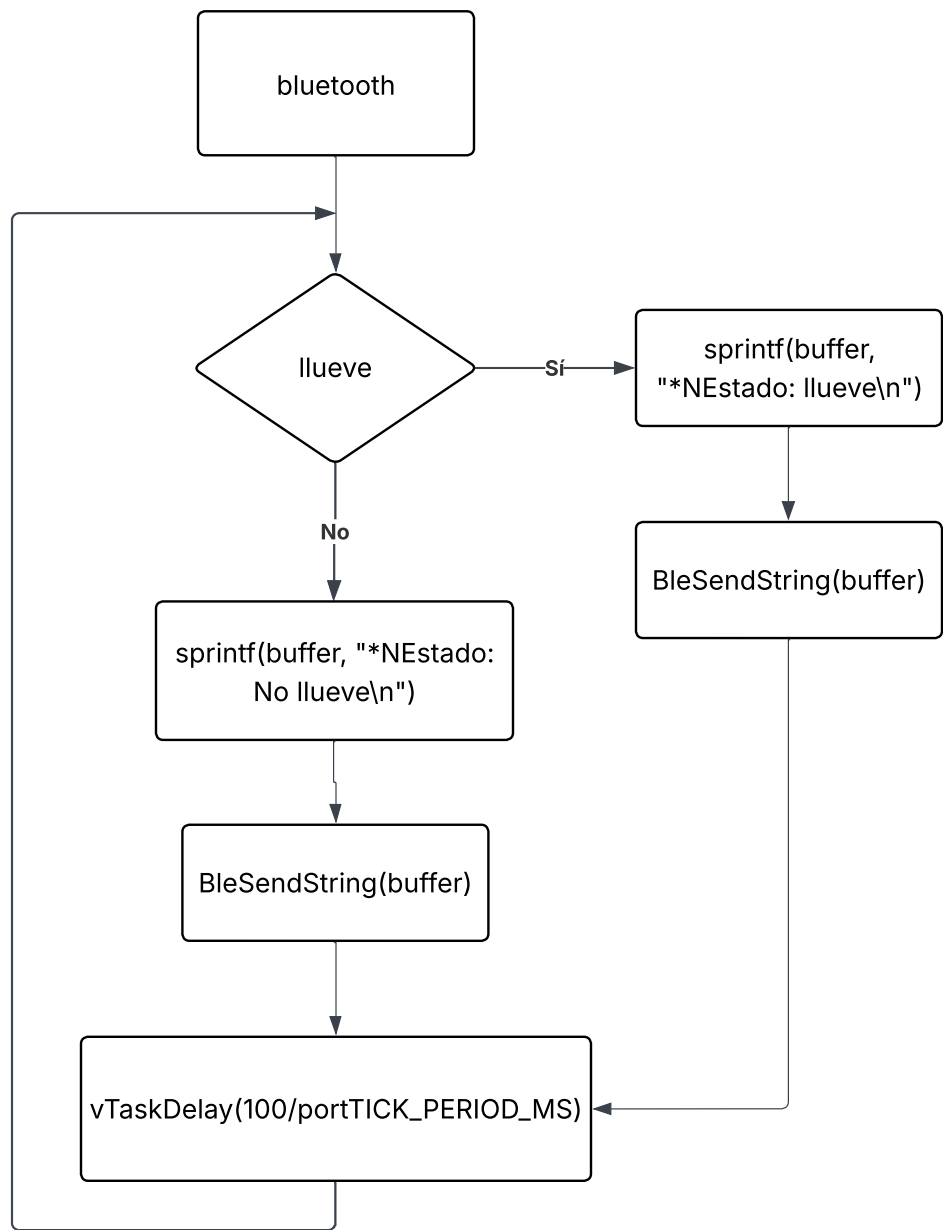 bluetooth
llueve
Sí
sprintf(buffer,
"*NEstado: llueve\n")
BleSendString(buffer)
No
sprintf(buffer, "*NEstado:
No llueve\n")
BleSendString(buffer)
vTaskDelay(100/portTICK_PERIOD_MS)